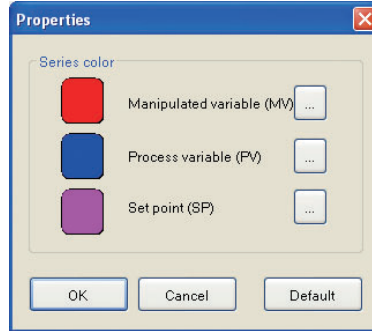 Properties
Series color
Manipulated variable (MV) ...
Process variable (PV) ...
Set point (SP) ...
OK Cancel Default